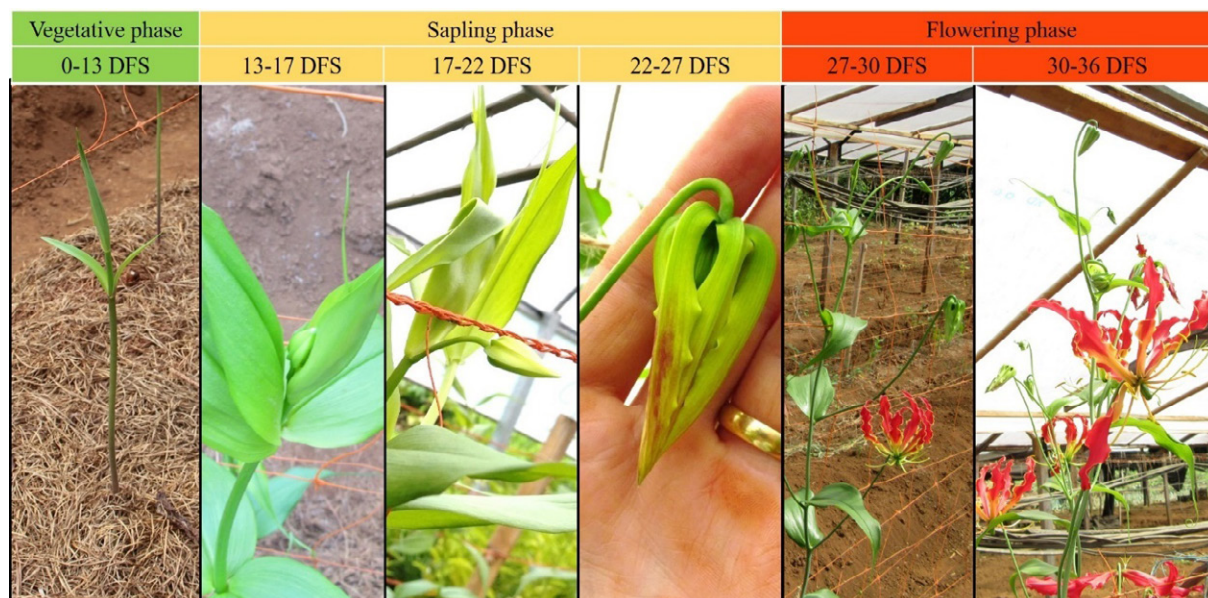 Vegetative phase Sapling phase Flowering phase
0-13 DFS 13-17 DFS 17-22 DFS 22-27 DFS 27-30 DFS 30-36 DFS